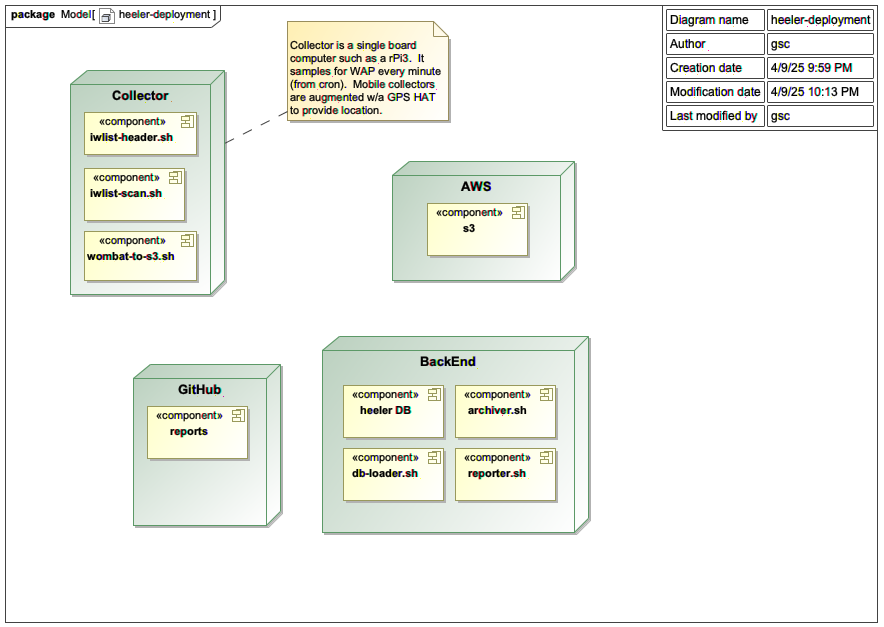 package Model[ heeler-deployment ]
Diagram name heeler-deployment
Author gsc
Creation date 4/9/25 9:59 PM
Modification date 4/9/25 10:13 PM
Last modified by gsc
Collector is a single board
computer such as a rPi3. It
samples for WAP every minute
(from cron). Mobile collectors
are augmented w/a GPS HAT
to provide location.
Collector
«component»
iwlist-header.sh
«component»
iwlist-scan.sh
«component»
wombat-to-s3.sh
AWS
«component»
s3
GitHub
«component»
reports
BackEnd
«component»
heeler DB
«component»
archiver.sh
«component»
db-loader.sh
«component»
reporter.sh